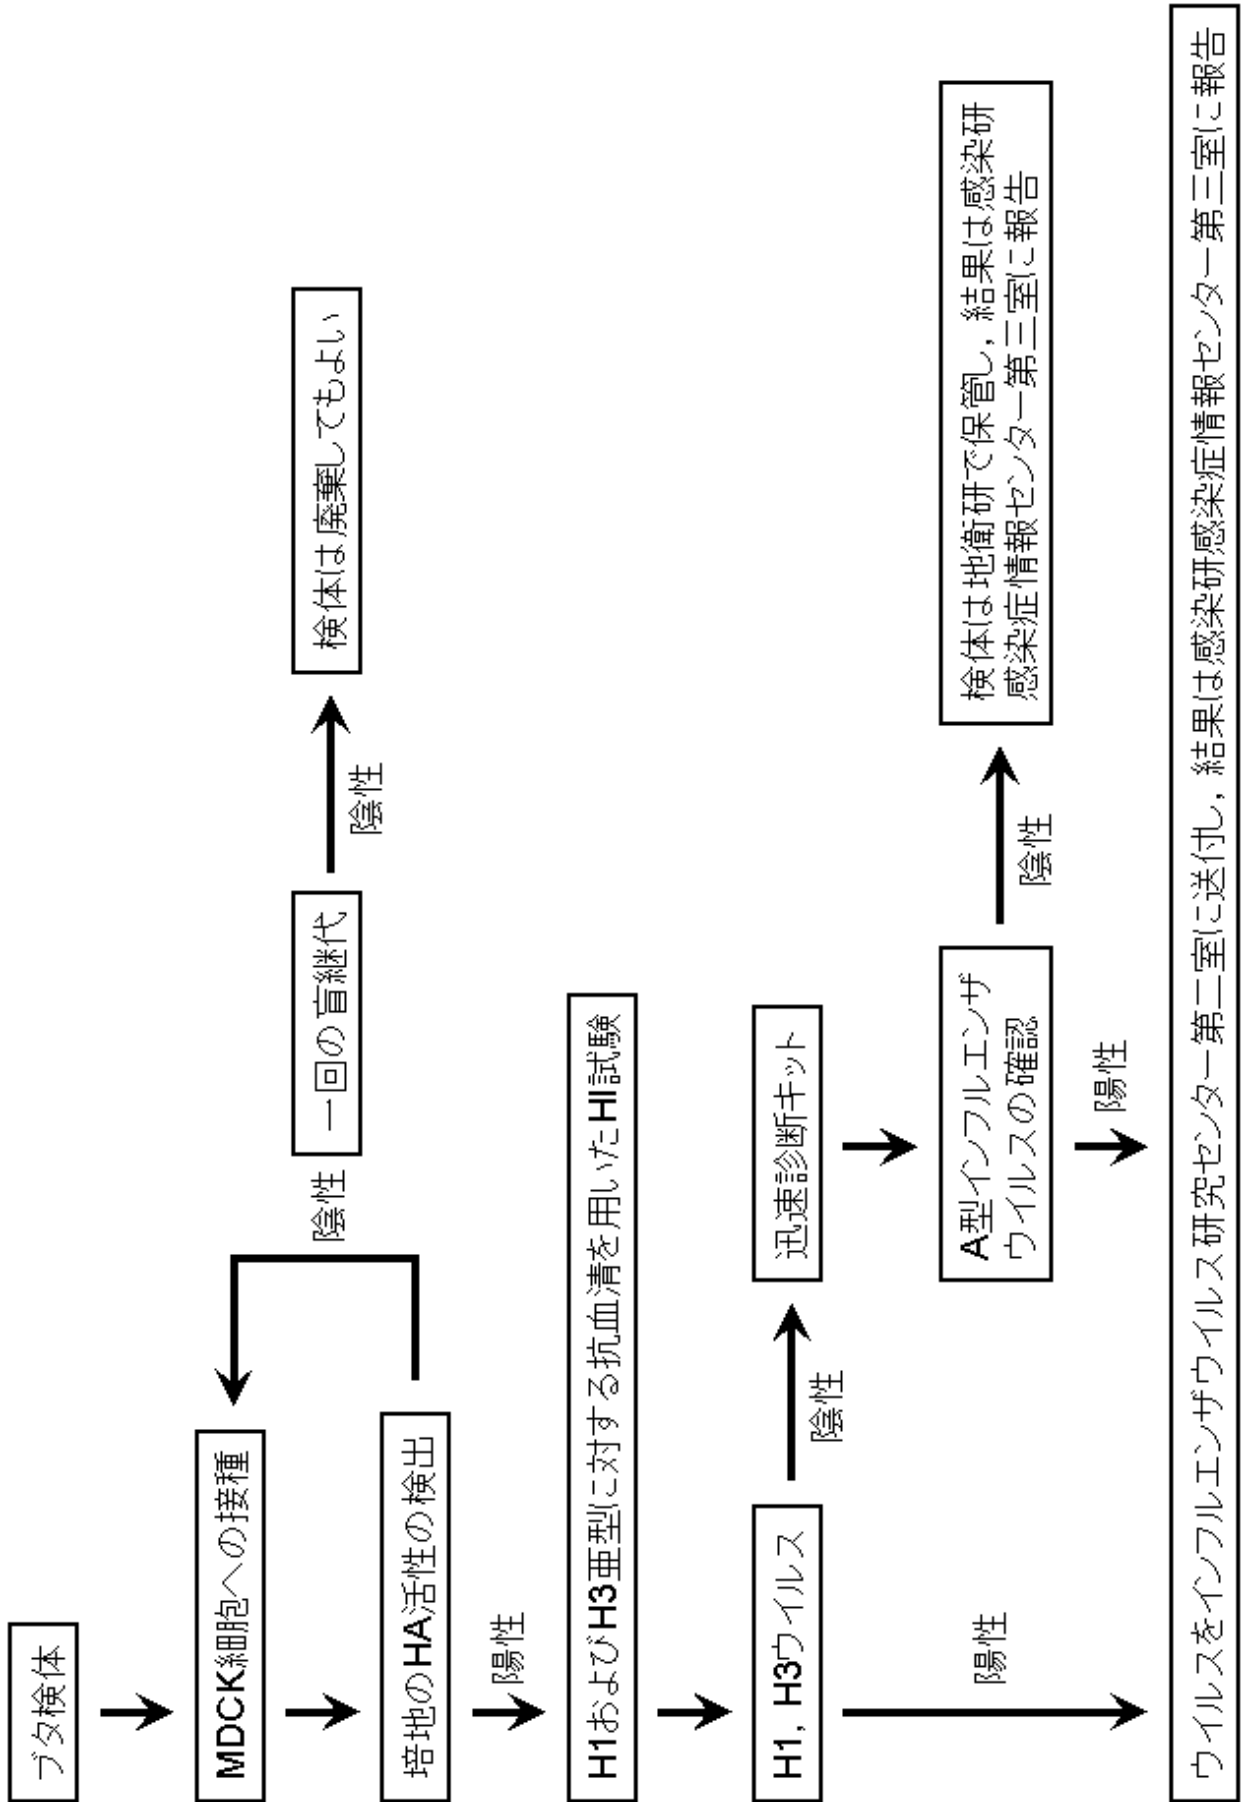 ブタ検体
MDCK細胞への接種
培地のHA活性の検出
陰性
一回の盲継代
陰性
検体は廃棄してもよい
陽性
H1およびH3亜型に対する抗血清を用いたHI試験
H1, H3ウイルス
陰性
迅速診断キット
A型インフルエンザ
ウイルスの確認
陰性
検体は地衛研で保管し, 結果は感染研
感染症情報センター第三室に報告
陽性
陽性
ウイルスをインフルエンザウイルス研究センター第二室に送付し, 結果は感染研感染症情報センター第三室に報告